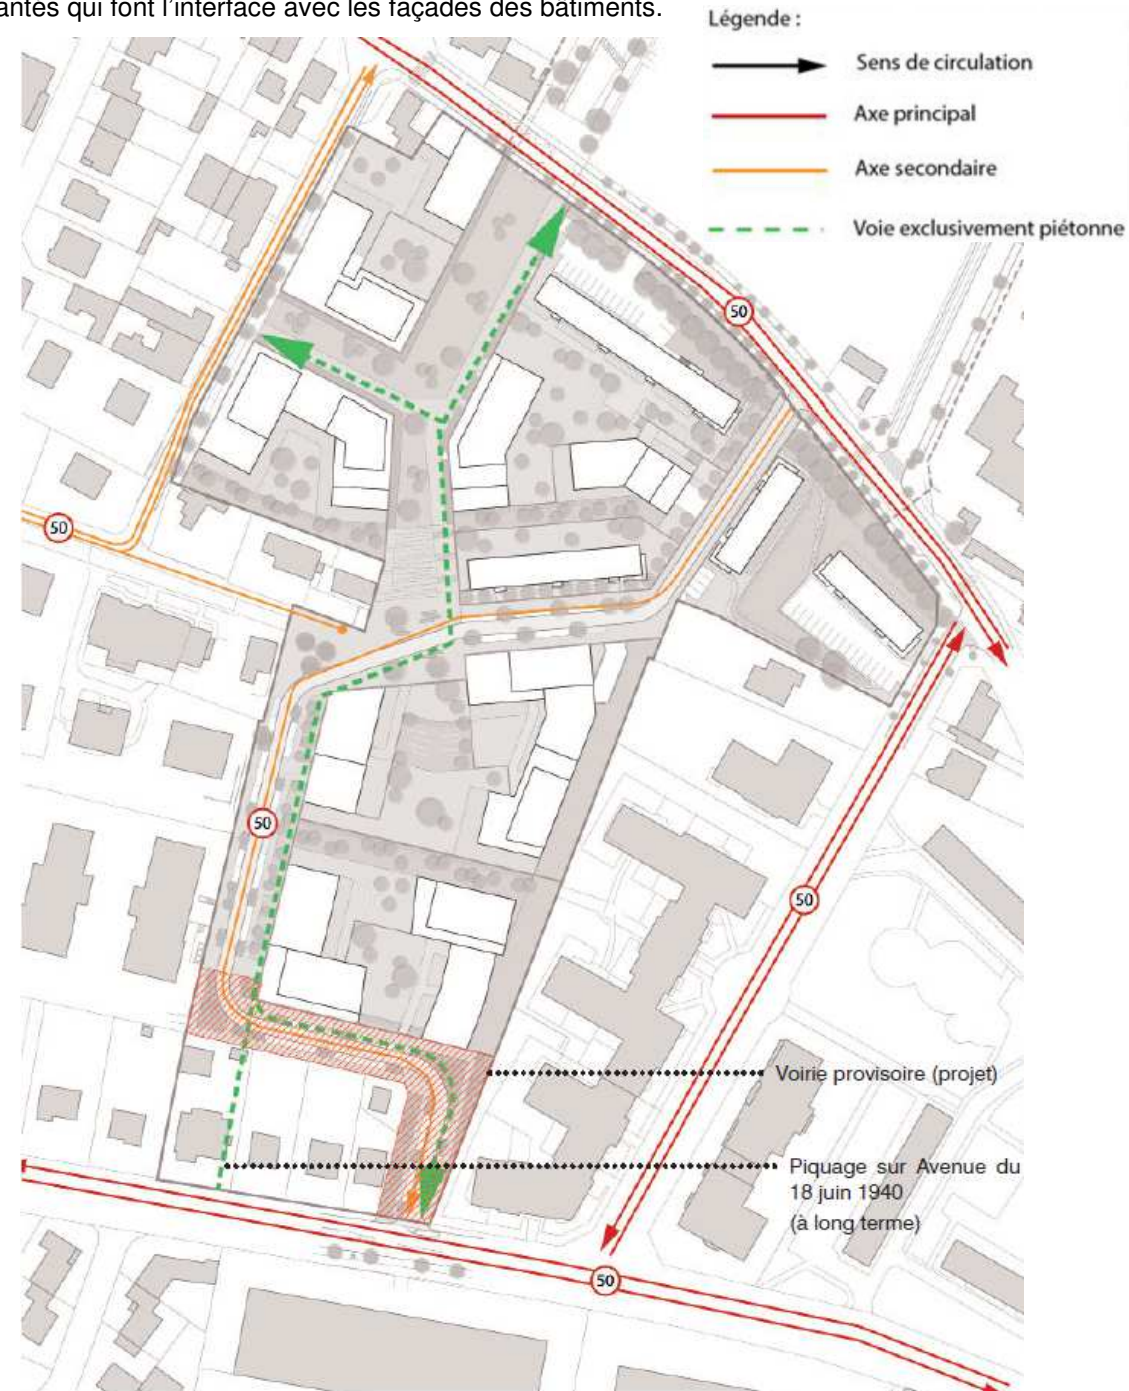 antes qui font l'interface avec les façades des bâtiments.
Légende :
Sens de circulation
Axe principal
Axe secondaire
Voie exclusivement piétonne
50
50
50
50
Voirie provisoire (projet)
Piquage sur Avenue du
18 juin 1940
(à long terme)
50